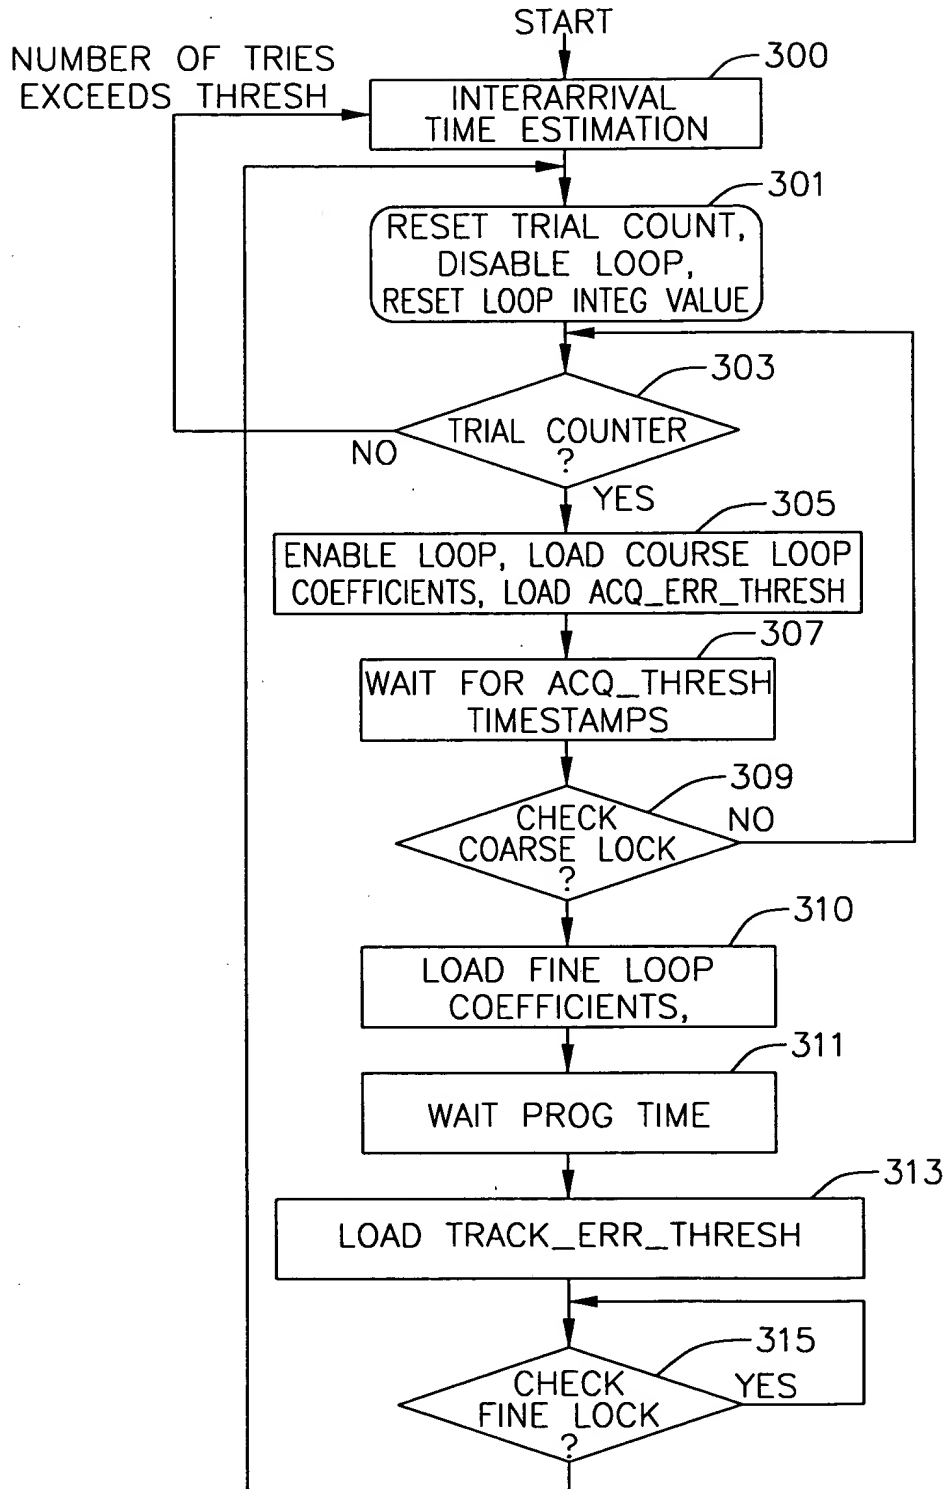 START
NUMBER OF TRIES
EXCEEDS THRESH
300
INTERARRIVAL
TIME ESTIMATION
301
RESET TRIAL COUNT,
DISABLE LOOP,
RESET LOOP INTEG VALUE
303
TRIAL COUNTER
?
NO
YES
305
ENABLE LOOP, LOAD COURSE LOOP
COEFFICIENTS, LOAD ACQ_ERR_THRESH
307
WAIT FOR ACQ_THRESH
TIMESTAMPS
309
CHECK
COARSE LOCK
?
NO
310
LOAD FINE LOOP
COEFFICIENTS,
311
WAIT PROG TIME
313
LOAD TRACK_ERR_THRESH
315
CHECK
FINE LOCK
?
YES